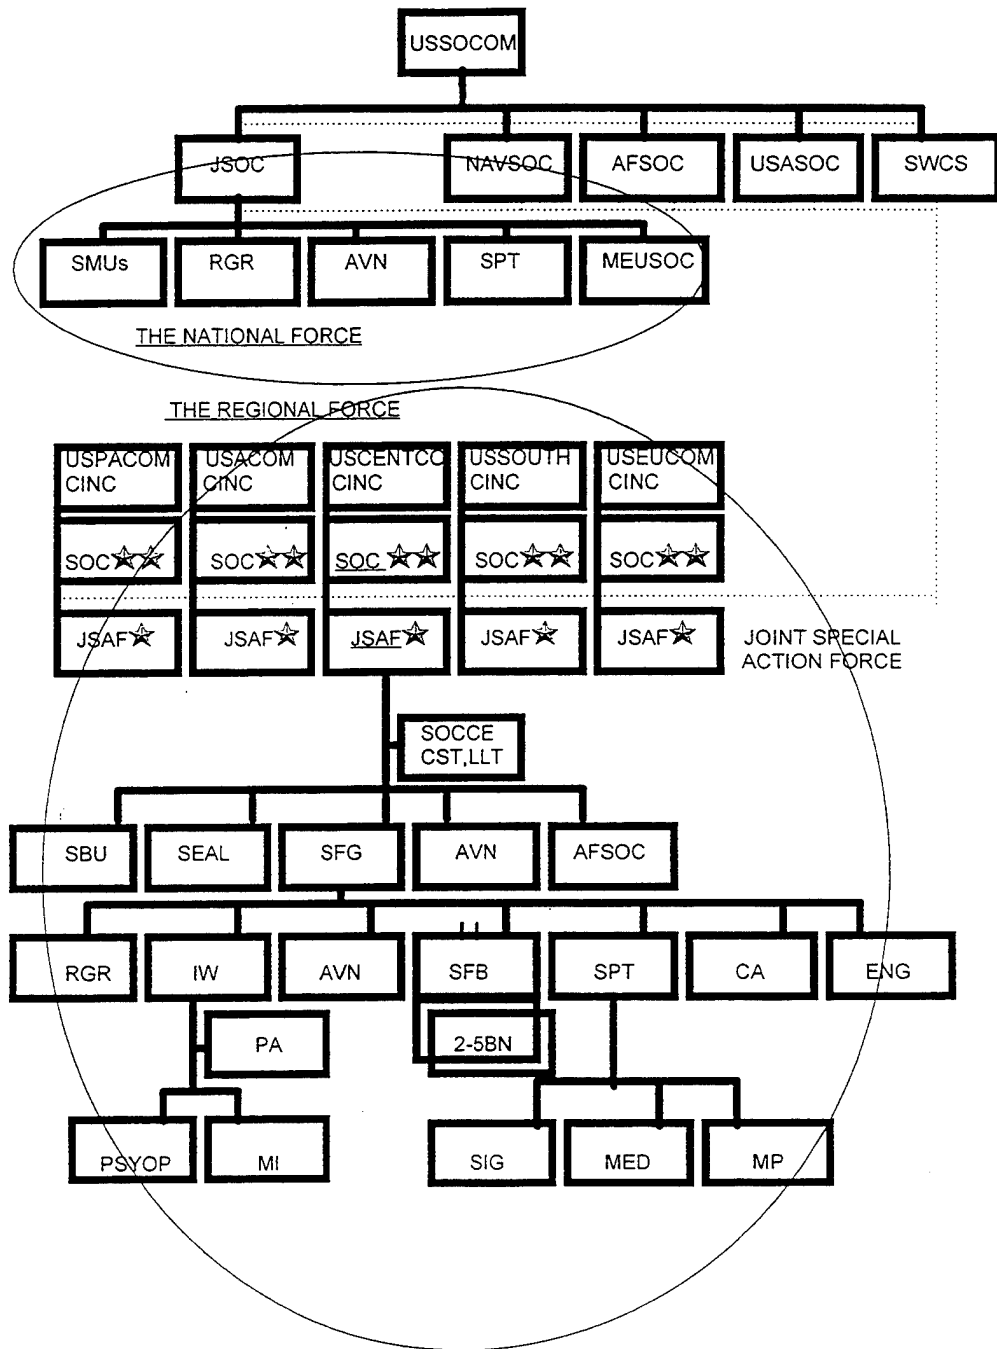 USSOCOM
JSOC NAVSOC AFSOC USASOC SWCS
SMUs RGR AVN SPT MEUSOC
THE NATIONAL FORCE
THE REGIONAL FORCE
USPACOM USACOM USCENTCO USSOUTH USEUCOM
CINC CINC CINC CINC CINC
SOC SOC SOC SOC SOC
JSAF JSAF JSAF JSAF JSAF
JOINT SPECIAL
ACTION FORCE
SOCCE
CST,LLT
SBU SEAL SFG AVN AFSOC
RGR IW AVN SFB SPT CA ENG
PA 2-5BN
PSYOP MI SIG MED MP